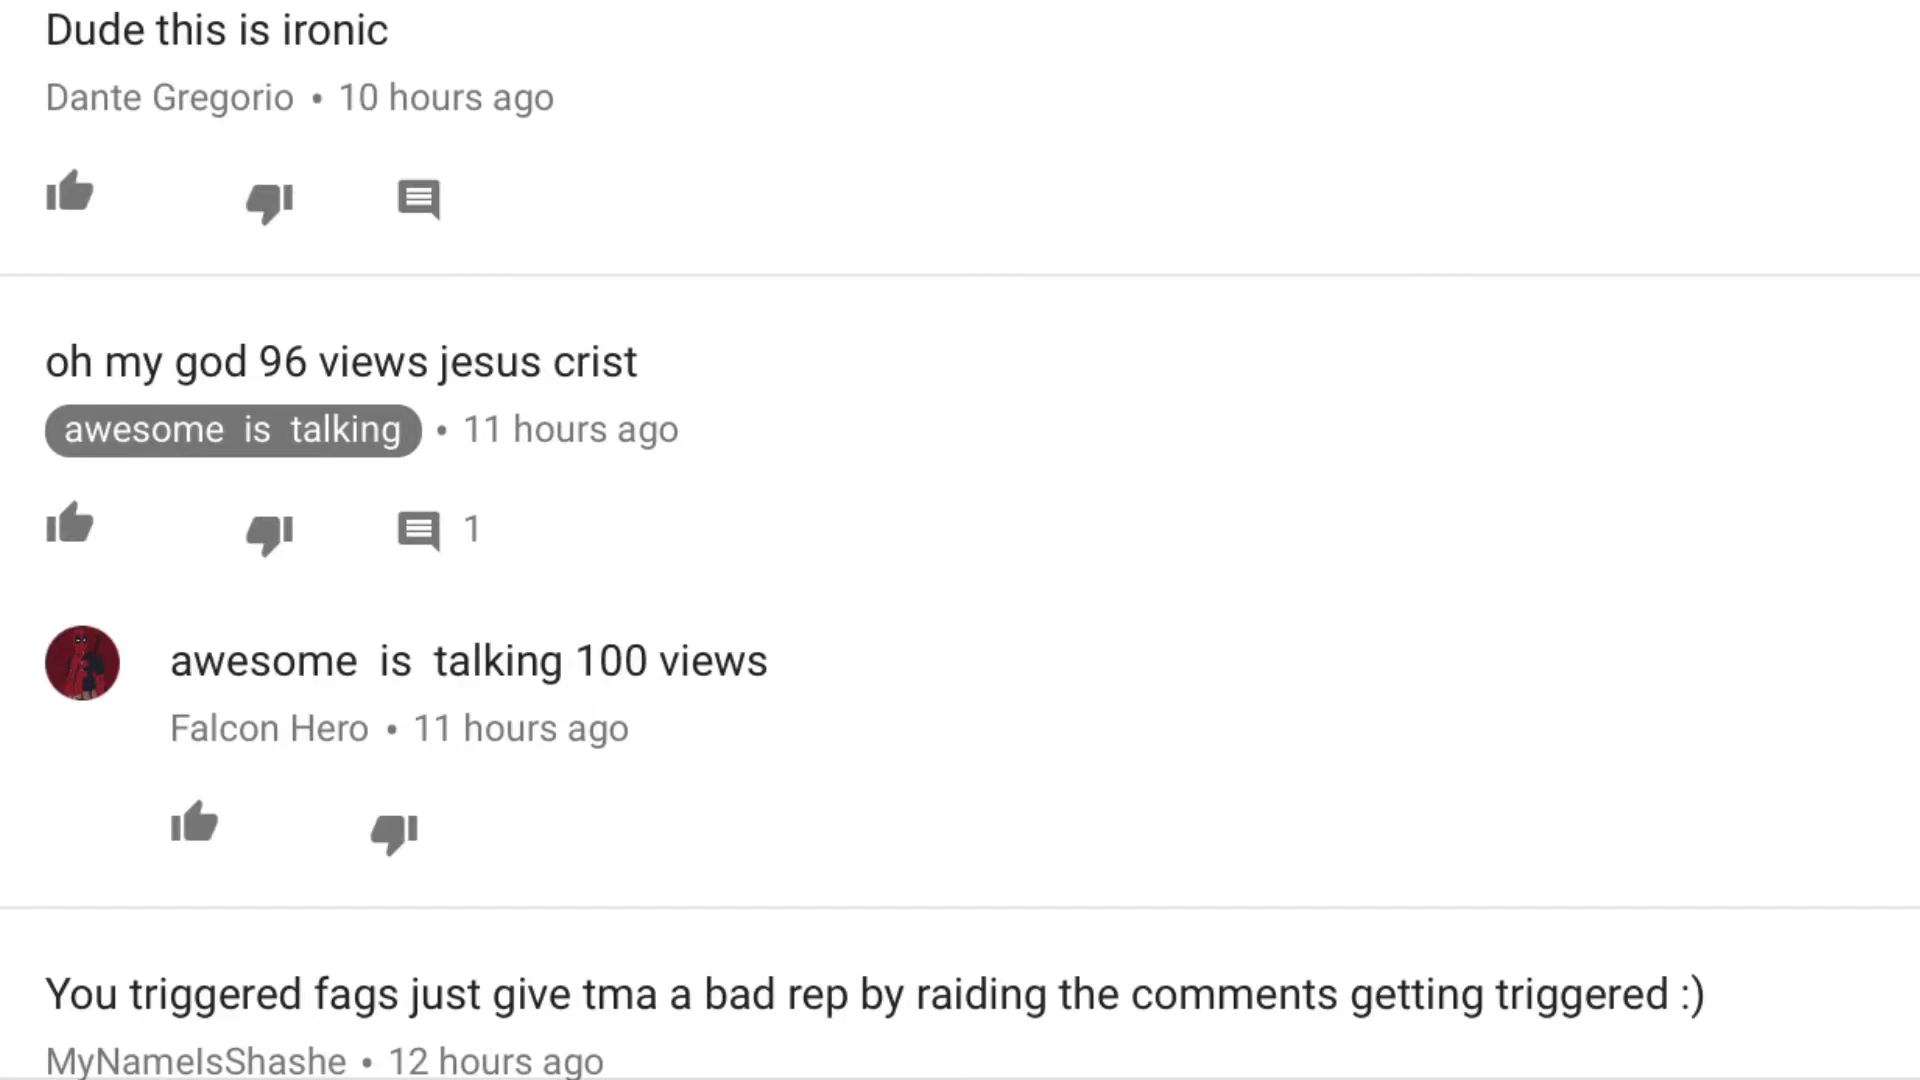 Dude this is ironic
Dante Gregorio • 10 hours ago
oh my god 96 views jesus crist
awesome is talking • 11 hours ago
1
awesome is talking 100 views
Falcon Hero • 11 hours ago
You triggered fags just give tma a bad rep by raiding the comments getting triggered :)
MyNameIsShashe • 12 hours ago